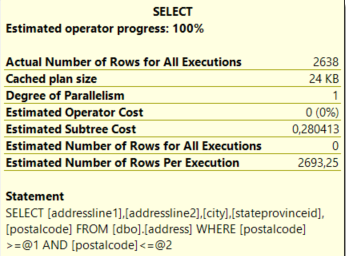 SELECT
Estimated operator progress: 100%
Actual Number of Rows for All Executions 2638
Cached plan size 24 KB
Degree of Parallelism 1
Estimated Operator Cost 0 (0%)
Estimated Subtree Cost 0,280413
Estimated Number of Rows for All Executions 0
Estimated Number of Rows Per Execution 2693,25
Statement
SELECT [addressline1],[addressline2],[city],[stateprovinceid],
[postalcode] FROM [dbo].[address] WHERE [postalcode]
>=@1 AND [postalcode]<=@2